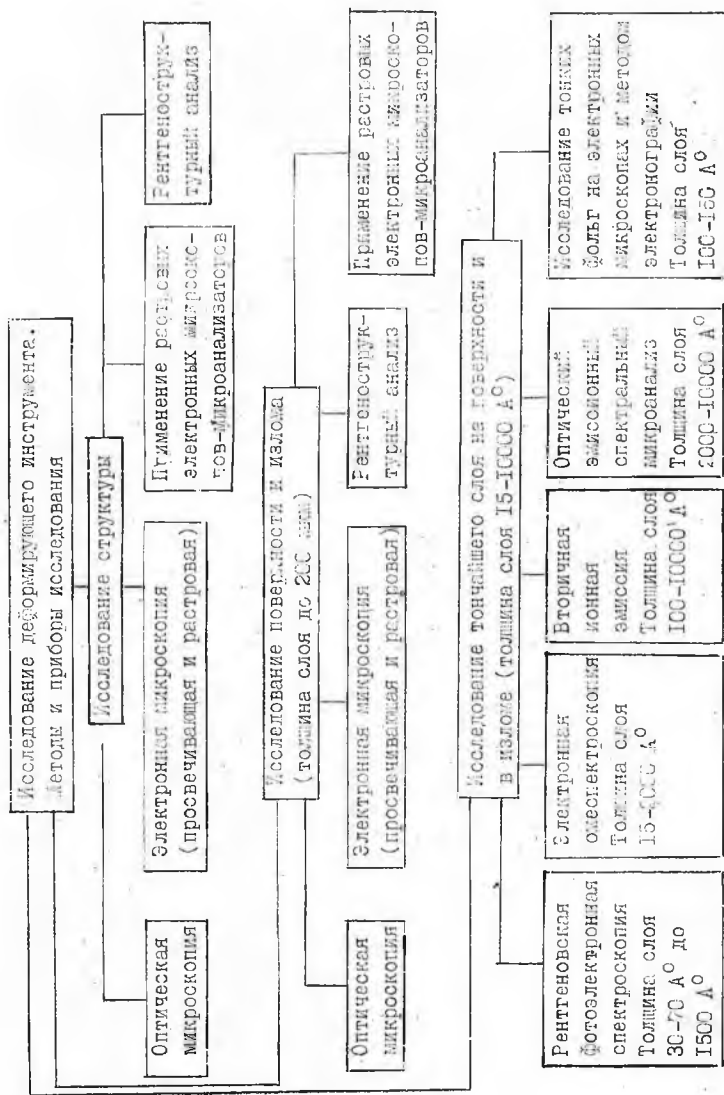 Исследование деформирующего инструмента.
Методы и приборы исследования
Исследование структуры
Оптическая
микроскопия
Электронная микроскопия
(просвечивающая и растровая)
Применение растровых
электронных микроско-
пов-микроанализаторов
Рентгенострук-
турный анализ
Исследование поверхности и излома
(толщина слоя до 200 мкм)
Оптическая
микроскопия
Электронная микроскопия
(просвечивающая и растровая)
Рентгенострук-
турный анализ
Применение растровых
электронных микроско-
пов-микроанализаторов
Исследование тончайшего слоя на поверхности и
в изломе (толщина слоя 15-10000 А°)
Рентгеновская
фотоэлектронная
спектроскопия
Толщина слоя
30-70 А° до
1500 А°
Электронная
ожеспектроскопия
Толщина слоя
А°
Вторичная
ионная
эмиссия
Толщина слоя
100-10000 А°
Оптический
эмиссионный
спектральный
микроанализ
Толщина слоя
2000-10000 А°
Исследование тонких
фольг на электронных
микроскопах и методом
электронографии
Толщина слоя
А°